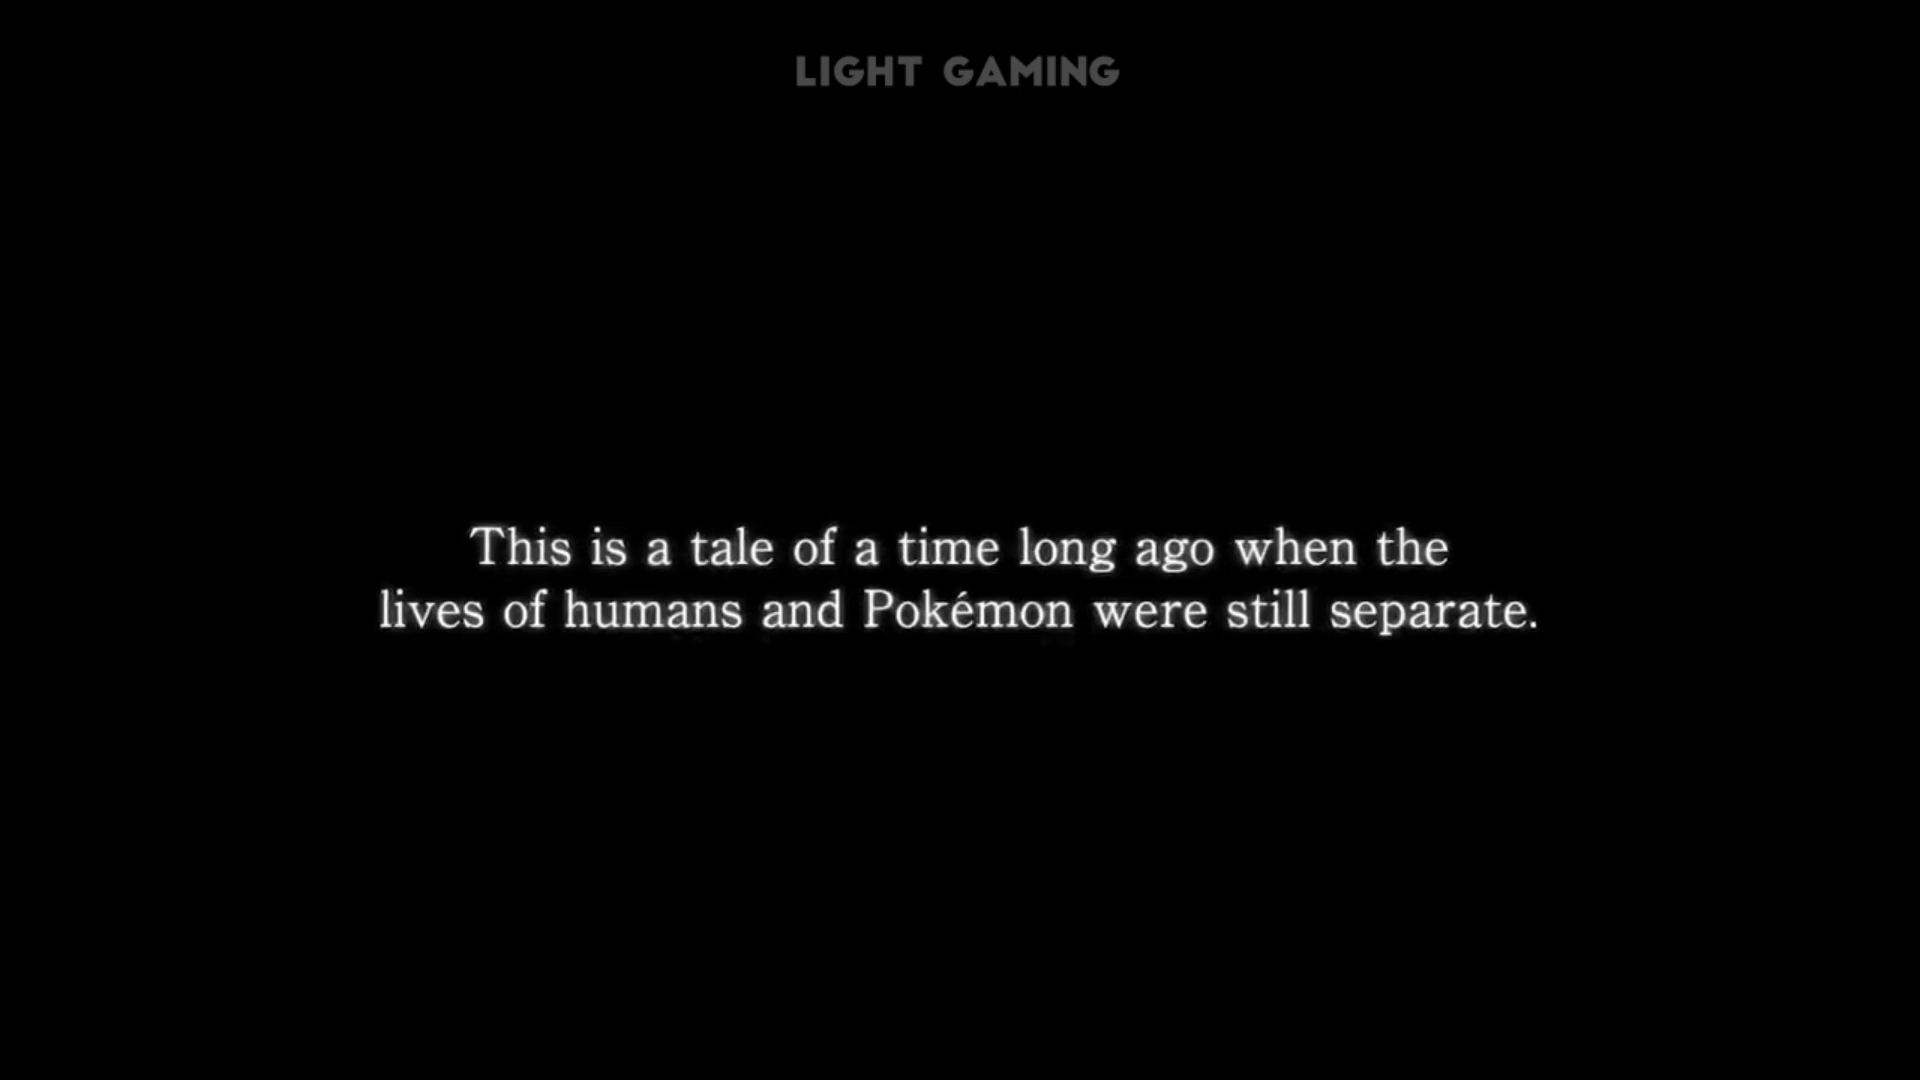 LIGHT GAMING
This is a tale of a time long ago when the
lives of humans and Pokémon were still separate.